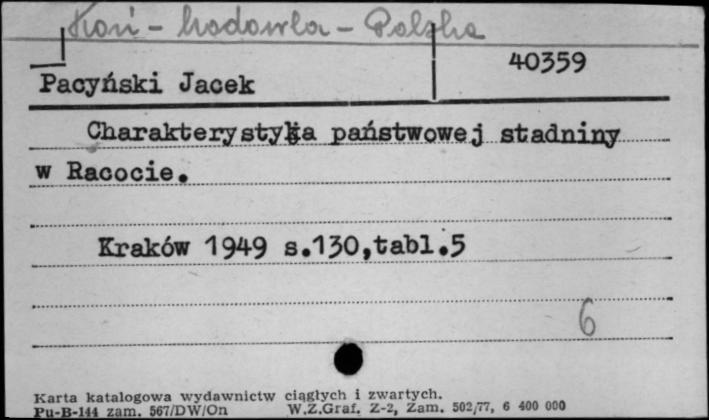 Koń - hodowla - Polska
40359
Pacyński Jacek
Charakterystyka państwowej stadniny
w Racocie.
Kraków 1949 s.130,tabl.5
6
Karta katalogowa wydawnictw ciągłych i zwartych.
Pu-B-144 zam. 567/DW/On W.Z.Graf. Z-2, Zam. 502/77, 6 400 000